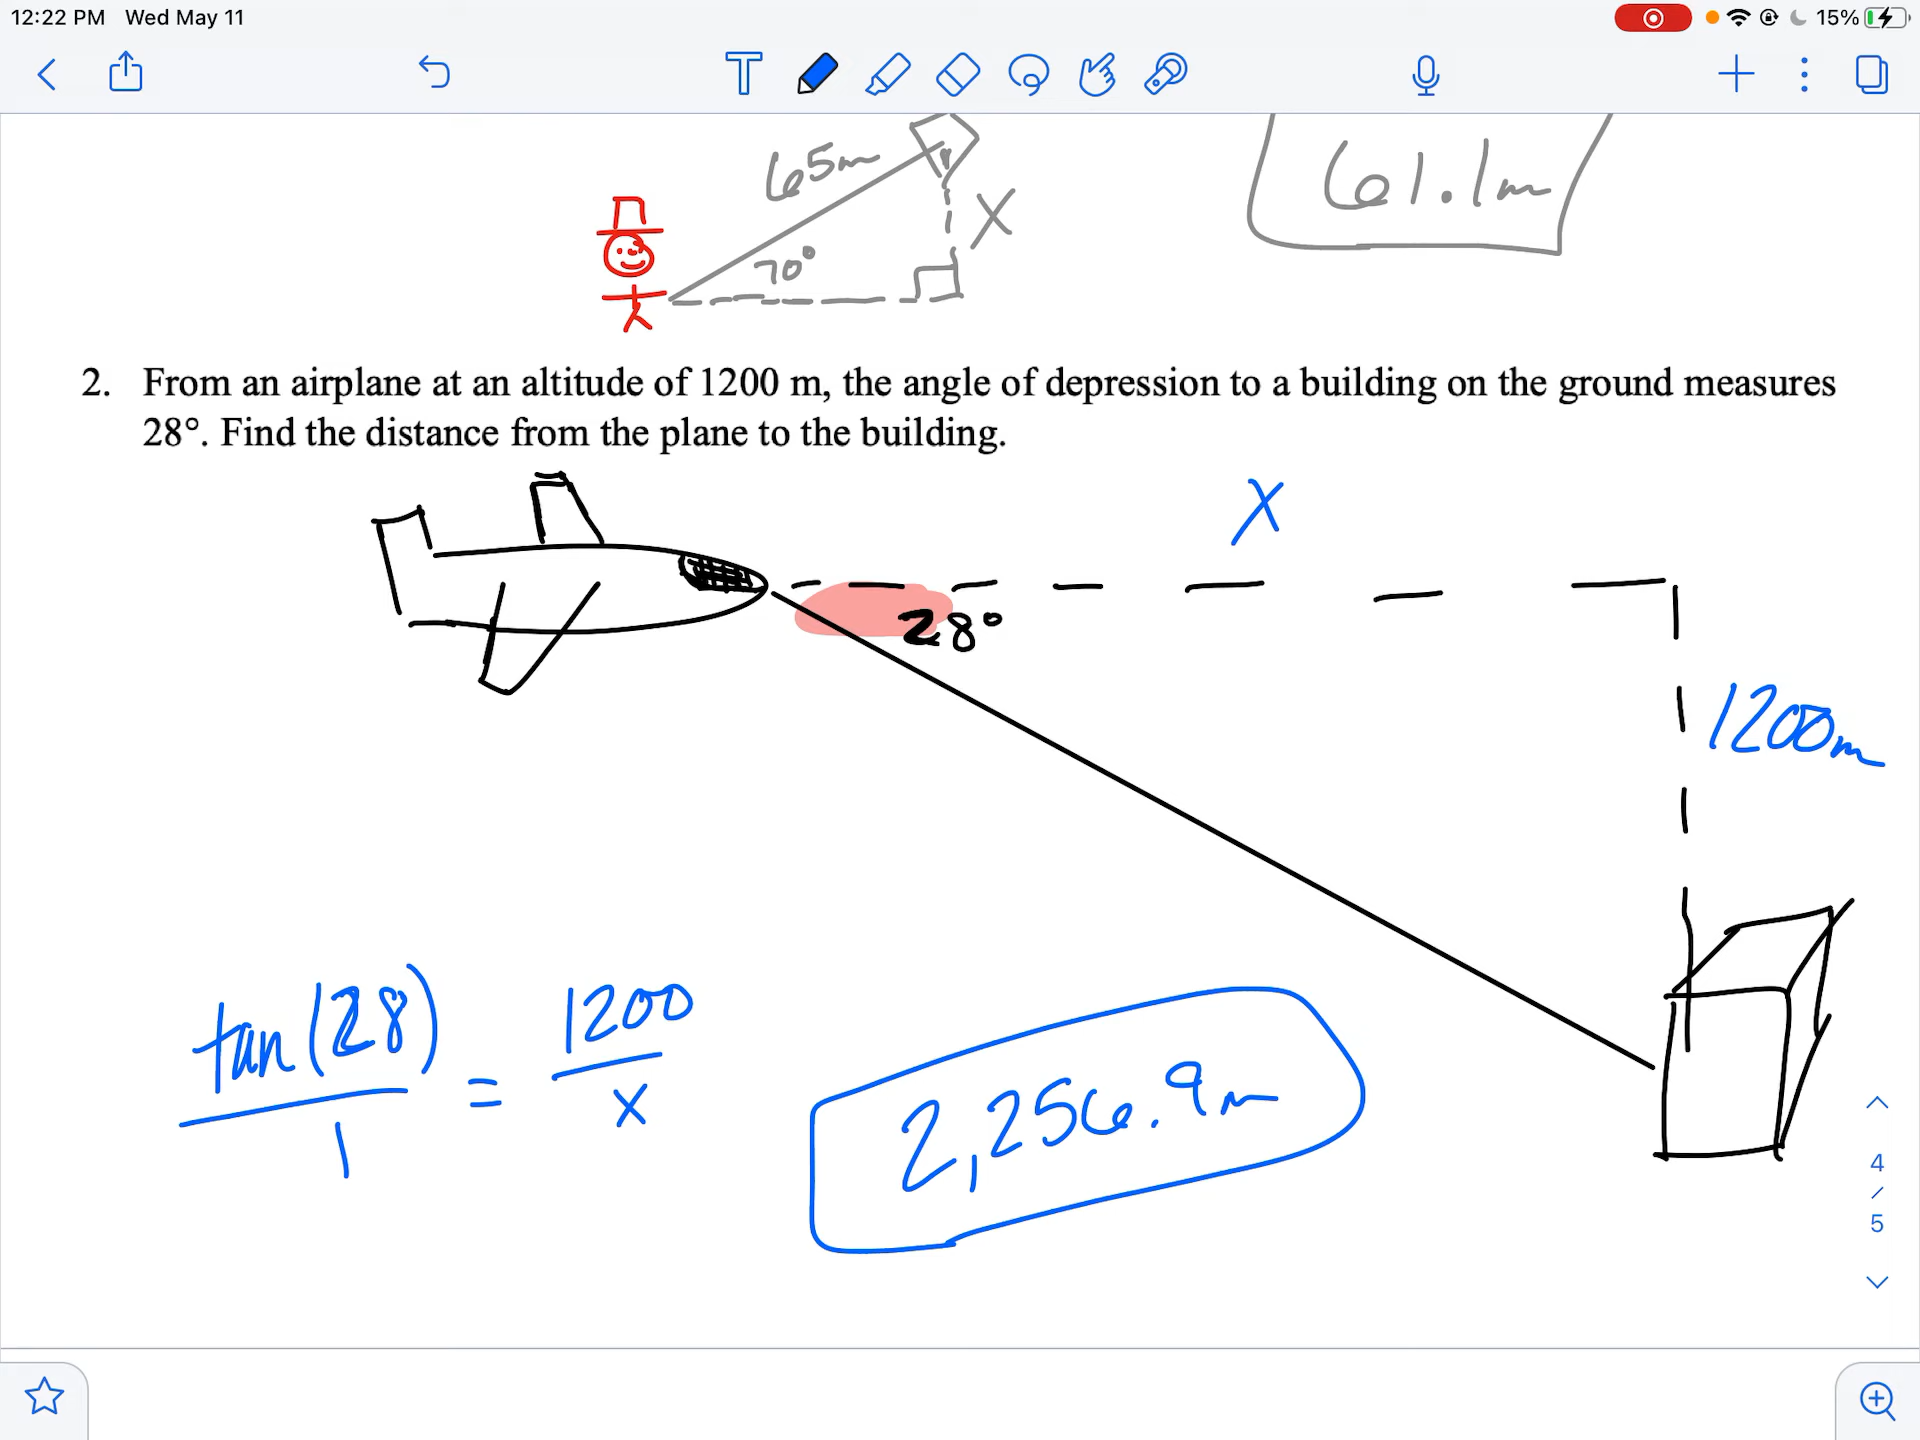 12:22 PM Wed May 11
15%
T
65m
X
61.1m
70°
2. From an airplane at an altitude of 1200 m, the angle of depression to a building on the ground measures
28°. Find the distance from the plane to the building.
X
28°
1200m
tan(28)
1
=
1200
x
2,256.9m
4
/
5